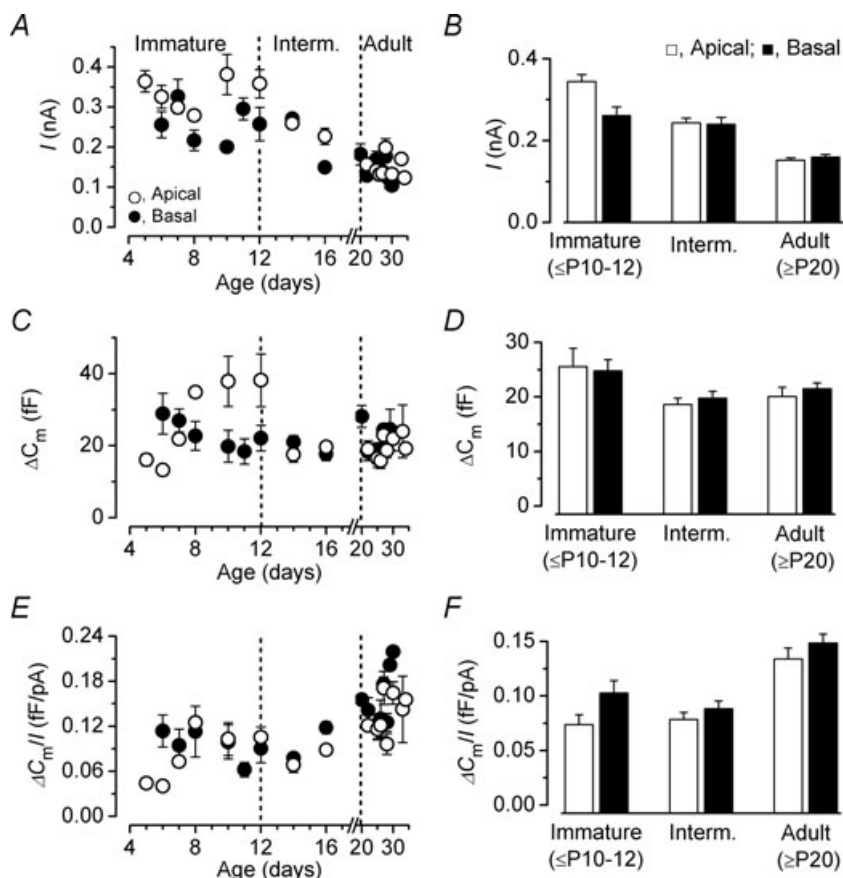 A
Immature
Interm.
Adult
I (nA)
0.4
0.3
0.2
0.1
0.0
○, Apical
●, Basal
4
8
12
16
20
30
Age (days)
B
□, Apical; ■, Basal
I (nA)
0.4
0.2
0.0
Immature
(≤P10-12)
Interm.
Adult
(≥P20)
C
ΔCm (fF)
40
20
0
4
8
12
16
20
30
Age (days)
D
ΔCm (fF)
30
20
10
0
Immature
(≤P10-12)
Interm.
Adult
(≥P20)
E
ΔCm/I (fF/pA)
0.24
0.18
0.12
0.06
0.00
4
8
12
16
20
30
Age (days)
F
ΔCm/I (fF/pA)
0.15
0.10
0.05
0.00
Immature
(≤P10-12)
Interm.
Adult
(≥P20)